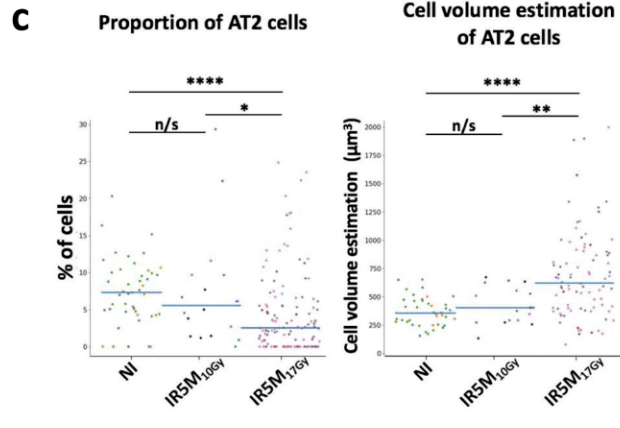 C
Proportion of AT2 cells
****
*
n/s
% of cells
30
25
20
15
10
5
0
NI
IR5M10Gy
IR5M17Gy
Cell volume estimation
of AT2 cells
****
**
n/s
Cell volume estimation (µm³)
2000
1750
1500
1250
1000
750
500
250
0
NI
IR5M10Gy
IR5M17Gy